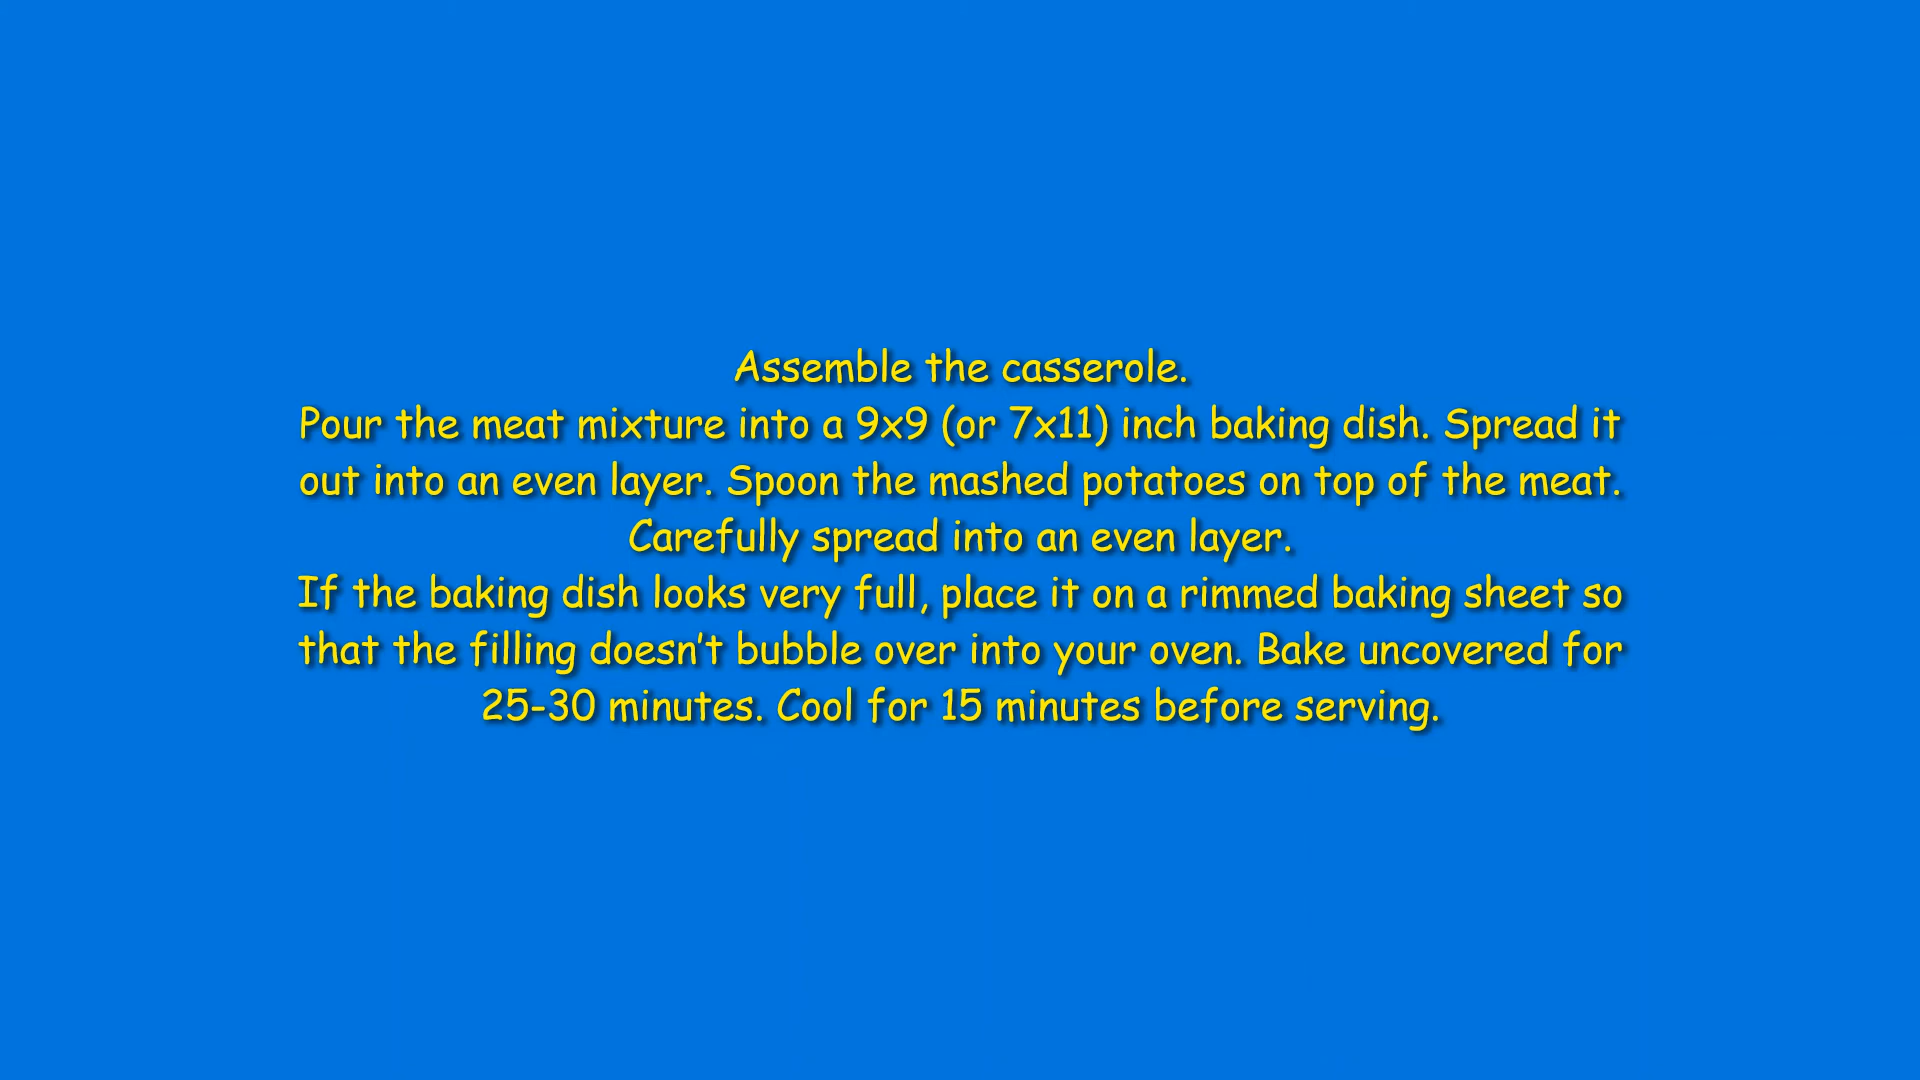 Assemble the casserole.
Pour the meat mixture into a 9x9 (or 7x11) inch baking dish. Spread it
out into an even layer. Spoon the mashed potatoes on top of the meat.
Carefully spread into an even layer.
If the baking dish looks very full, place it on a rimmed baking sheet so
that the filling doesn’t bubble over into your oven. Bake uncovered for
25-30 minutes. Cool for 15 minutes before serving.